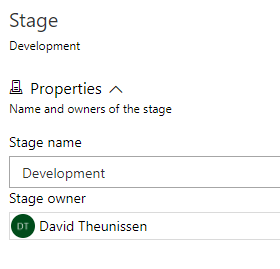 Stage
Development
Properties
Name and owners of the stage
Stage name
Development
Stage owner
DT David Theunissen